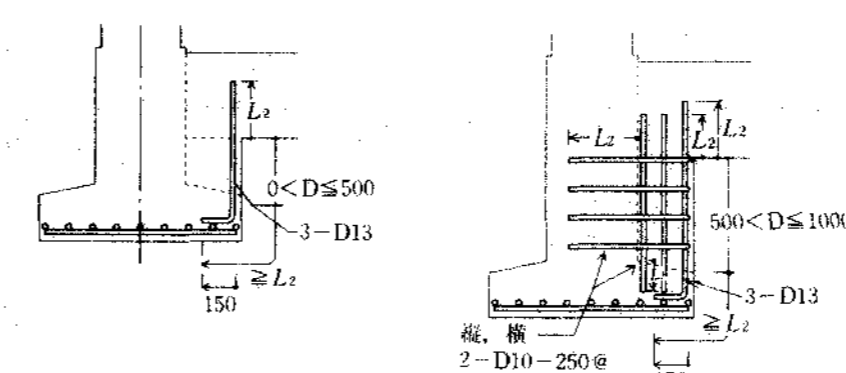 L₂
0<D≦500
3-D13
≧L₂
150
L₂
L₂
L₂
500<D≦1000
3-D13
≧L₂
縦，横
2-D10-250@